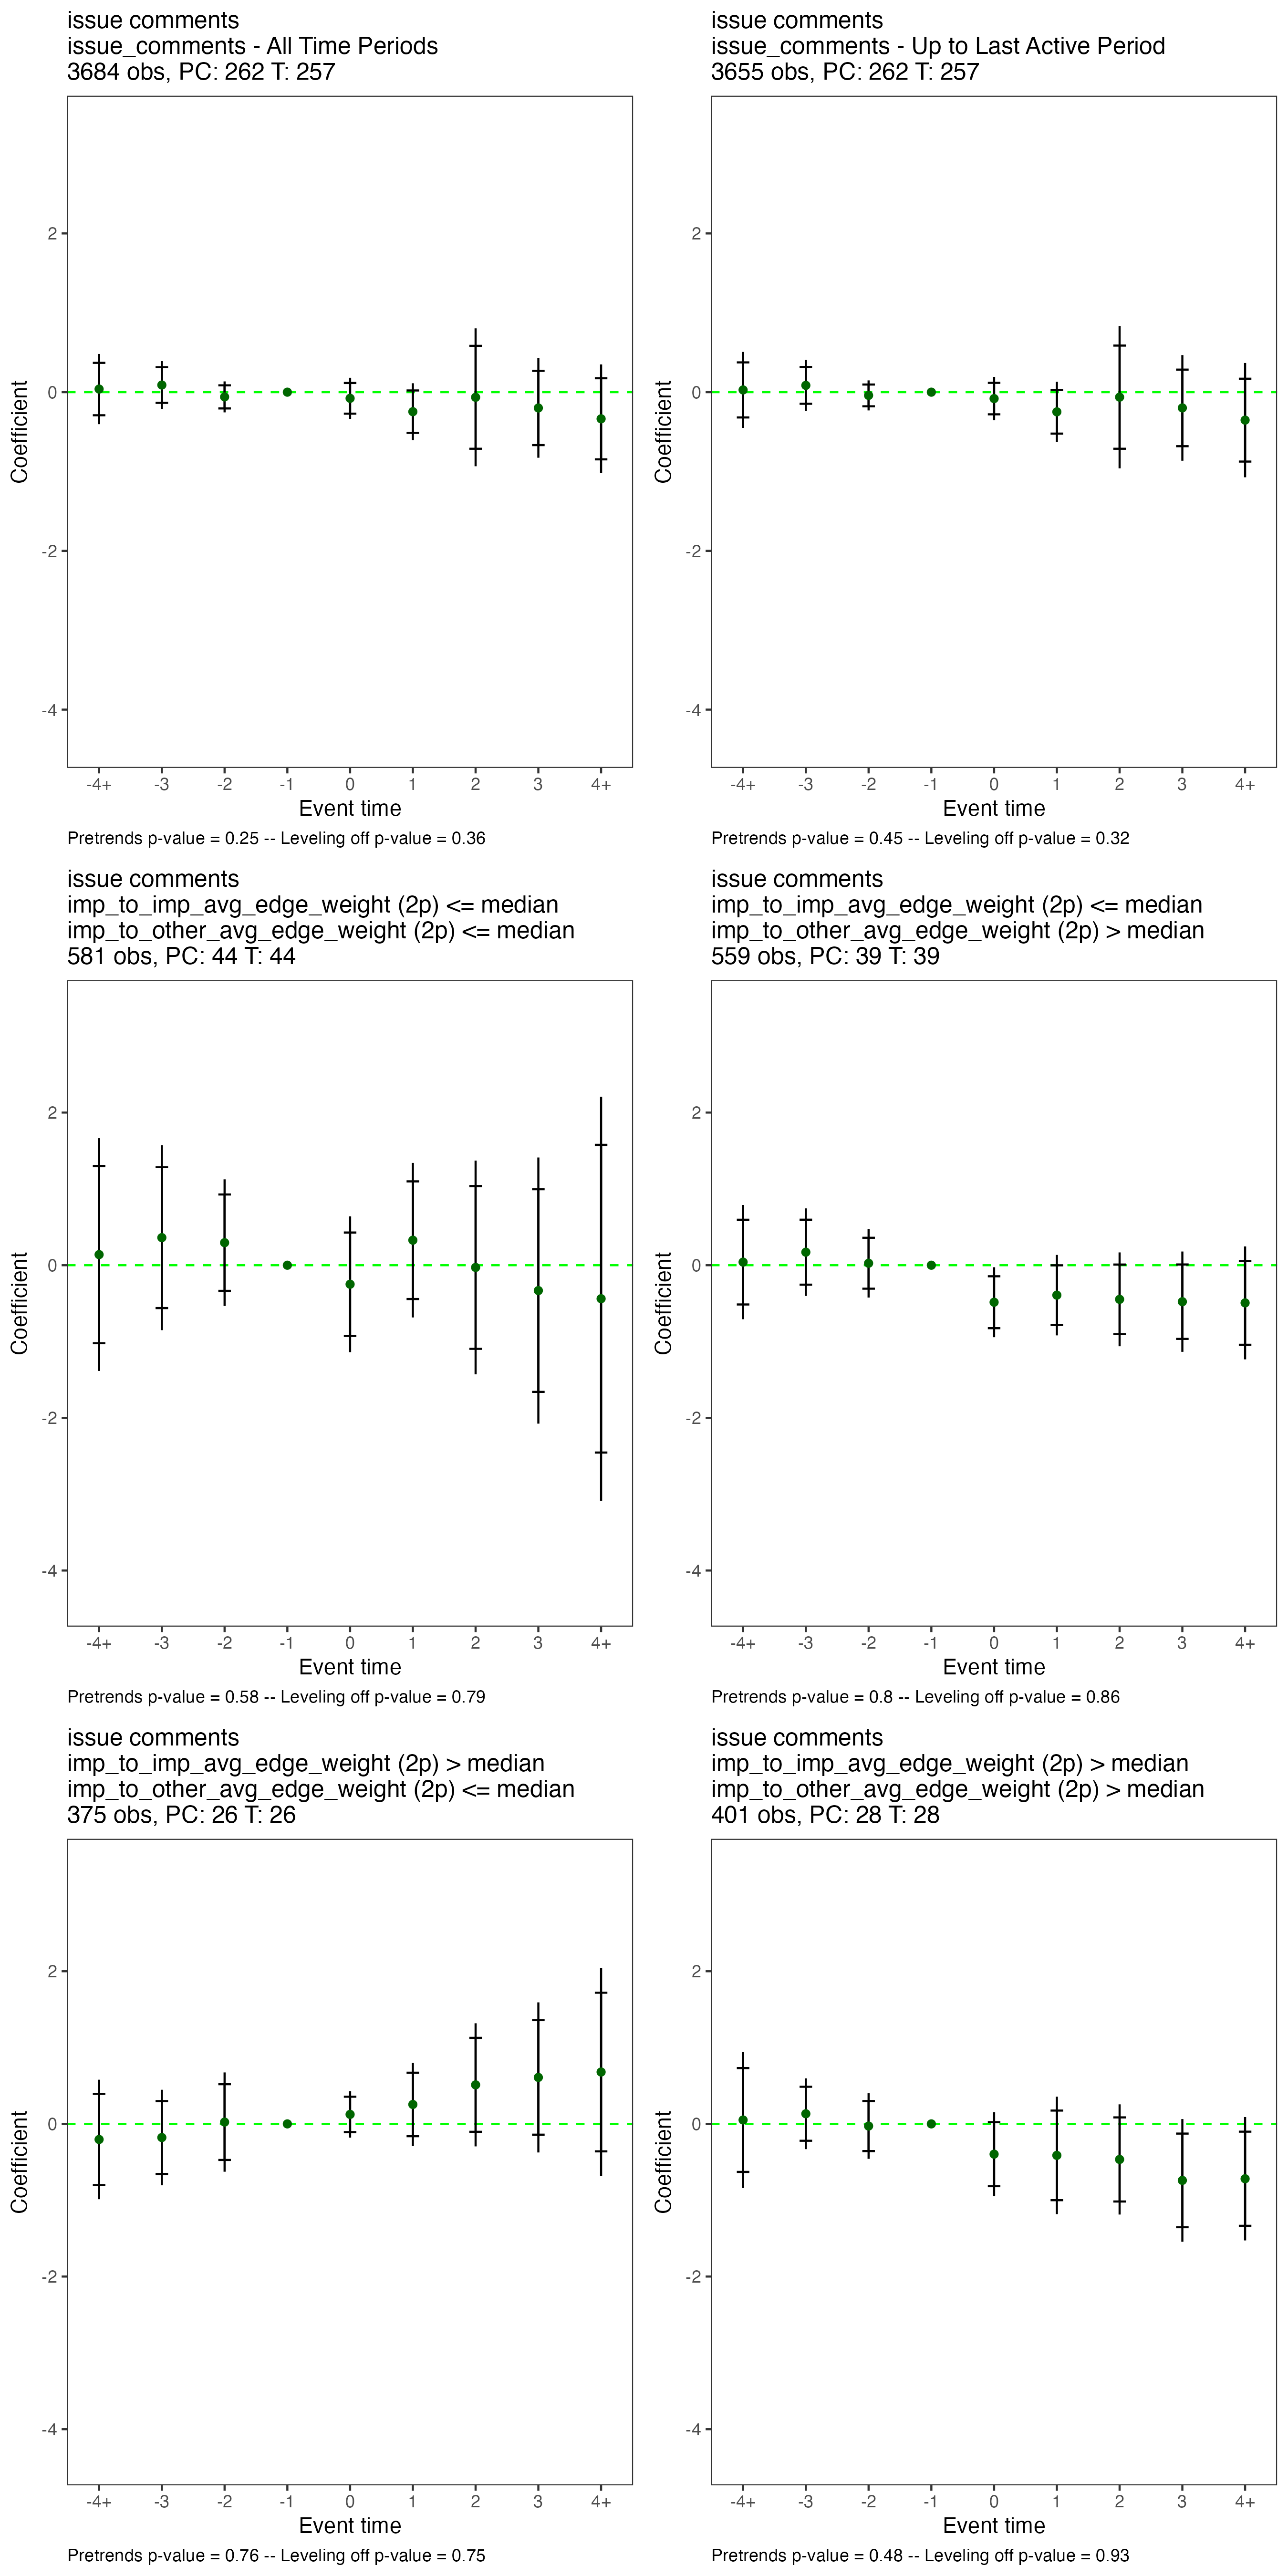 issue comments
issue_comments - All Time Periods
3684 obs, PC: 262 T: 257
2
0
-2
-4
Coefficient
-4+ -3 -2 -1 0 1 2 3 4+
Event time
Pretrends p-value = 0.25 -- Leveling off p-value = 0.36
issue comments
issue_comments - Up to Last Active Period
3655 obs, PC: 262 T: 257
2
0
-2
-4
Coefficient
-4+ -3 -2 -1 0 1 2 3 4+
Event time
Pretrends p-value = 0.45 -- Leveling off p-value = 0.32
issue comments
imp_to_imp_avg_edge_weight (2p) <= median
imp_to_other_avg_edge_weight (2p) <= median
581 obs, PC: 44 T: 44
2
0
-2
-4
Coefficient
-4+ -3 -2 -1 0 1 2 3 4+
Event time
Pretrends p-value = 0.58 -- Leveling off p-value = 0.79
issue comments
imp_to_imp_avg_edge_weight (2p) <= median
imp_to_other_avg_edge_weight (2p) > median
559 obs, PC: 39 T: 39
2
0
-2
-4
Coefficient
-4+ -3 -2 -1 0 1 2 3 4+
Event time
Pretrends p-value = 0.8 -- Leveling off p-value = 0.86
issue comments
imp_to_imp_avg_edge_weight (2p) > median
imp_to_other_avg_edge_weight (2p) <= median
375 obs, PC: 26 T: 26
2
0
-2
-4
Coefficient
-4+ -3 -2 -1 0 1 2 3 4+
Event time
Pretrends p-value = 0.76 -- Leveling off p-value = 0.75
issue comments
imp_to_imp_avg_edge_weight (2p) > median
imp_to_other_avg_edge_weight (2p) > median
401 obs, PC: 28 T: 28
2
0
-2
-4
Coefficient
-4+ -3 -2 -1 0 1 2 3 4+
Event time
Pretrends p-value = 0.48 -- Leveling off p-value = 0.93